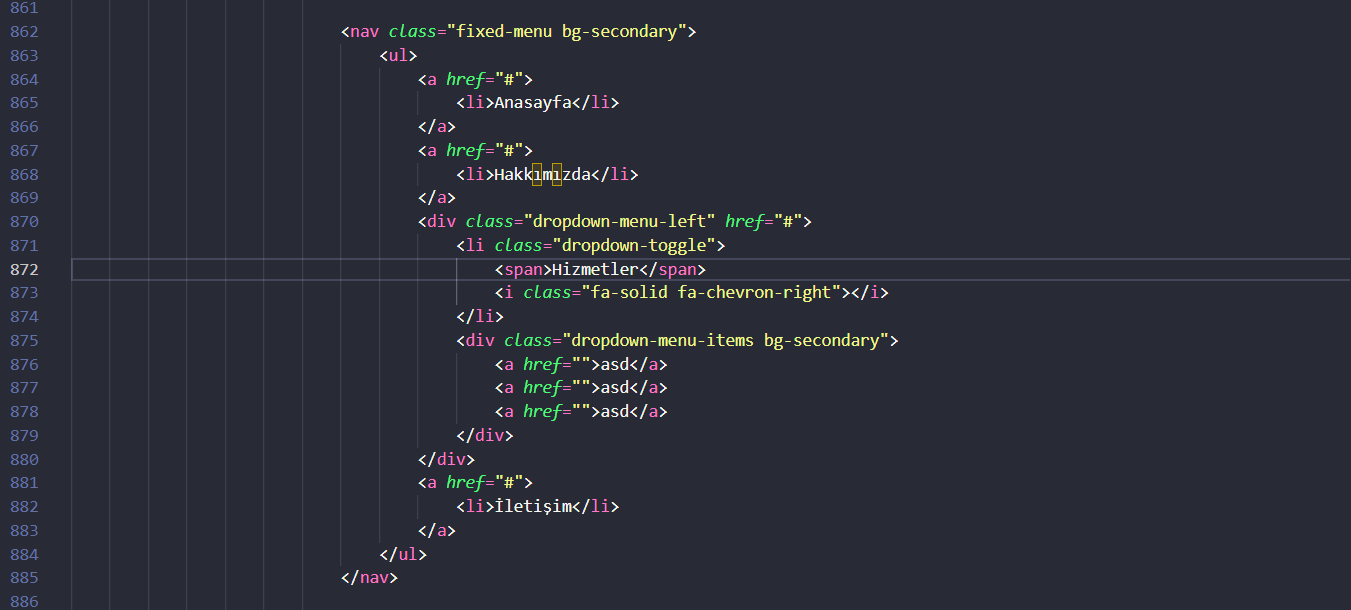 861
862 <nav class="fixed-menu bg-secondary">
863 <ul>
864 <a href="#">
865 <li>Anasayfa</li>
866 </a>
867 <a href="#">
868 <li>Hakkımızda</li>
869 </a>
870 <div class="dropdown-menu-left" href="#">
871 <li class="dropdown-toggle">
872 <span>Hizmetler</span>
873 <i class="fa-solid fa-chevron-right"></i>
874 </li>
875 <div class="dropdown-menu-items bg-secondary">
876 <a href="">asd</a>
877 <a href="">asd</a>
878 <a href="">asd</a>
879 </div>
880 </div>
881 <a href="#">
882 <li>İletişim</li>
883 </a>
884 </ul>
885 </nav>
886